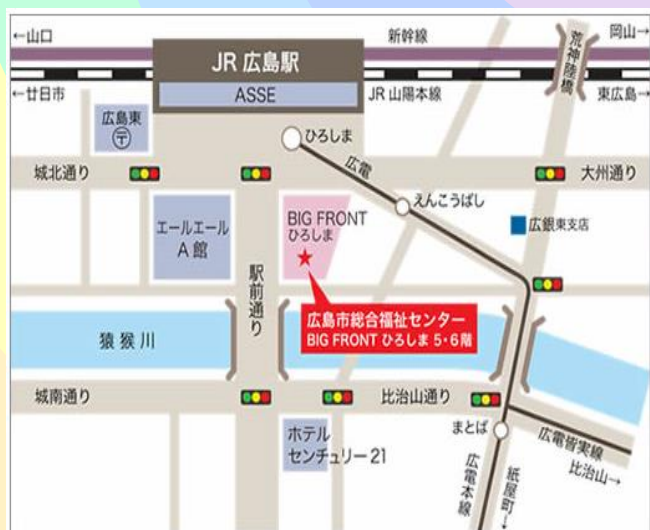 ←山口
新幹線
岡山→
JR 広島駅
荒神陸橋
←廿日市
ASSE
JR 山陽本線
東広島→
広島東
〒
ひろしま
広電
城北通り
大州通り
えんこうばし
エールエール
A 館
BIG FRONT
ひろしま
広銀東支店
駅前通り
広島市総合福祉センター
BIG FRONT ひろしま 5・6 階
猿猴川
城南通り
比治山通り
まとば
ホテル
センチュリー 21
広電皆実線
比治山→
広電本線
紙屋町→